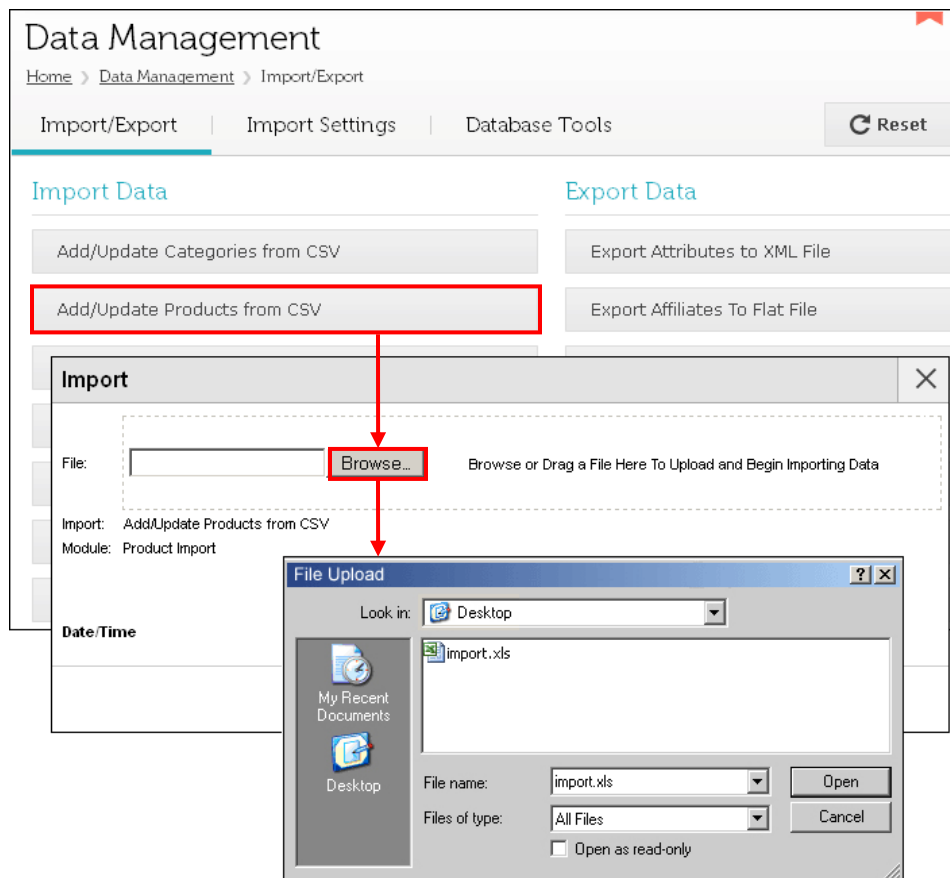 Data Management
Home > Data Management > Import/Export
Import/Export | Import Settings | Database Tools
Reset
Import Data
Export Data
Add/Update Categories from CSV
Export Attributes to XML File
Add/Update Products from CSV
Export Affiliates To Flat File
Import
File:
Browse...
Browse or Drag a File Here To Upload and Begin Importing Data
Import: Add/Update Products from CSV
Module: Product Import
Date/Time
File Upload
Look in: Desktop
import.xls
My Recent
Documents
Desktop
File name: import.xls
Open
Files of type: All Files
Cancel
Open as read-only